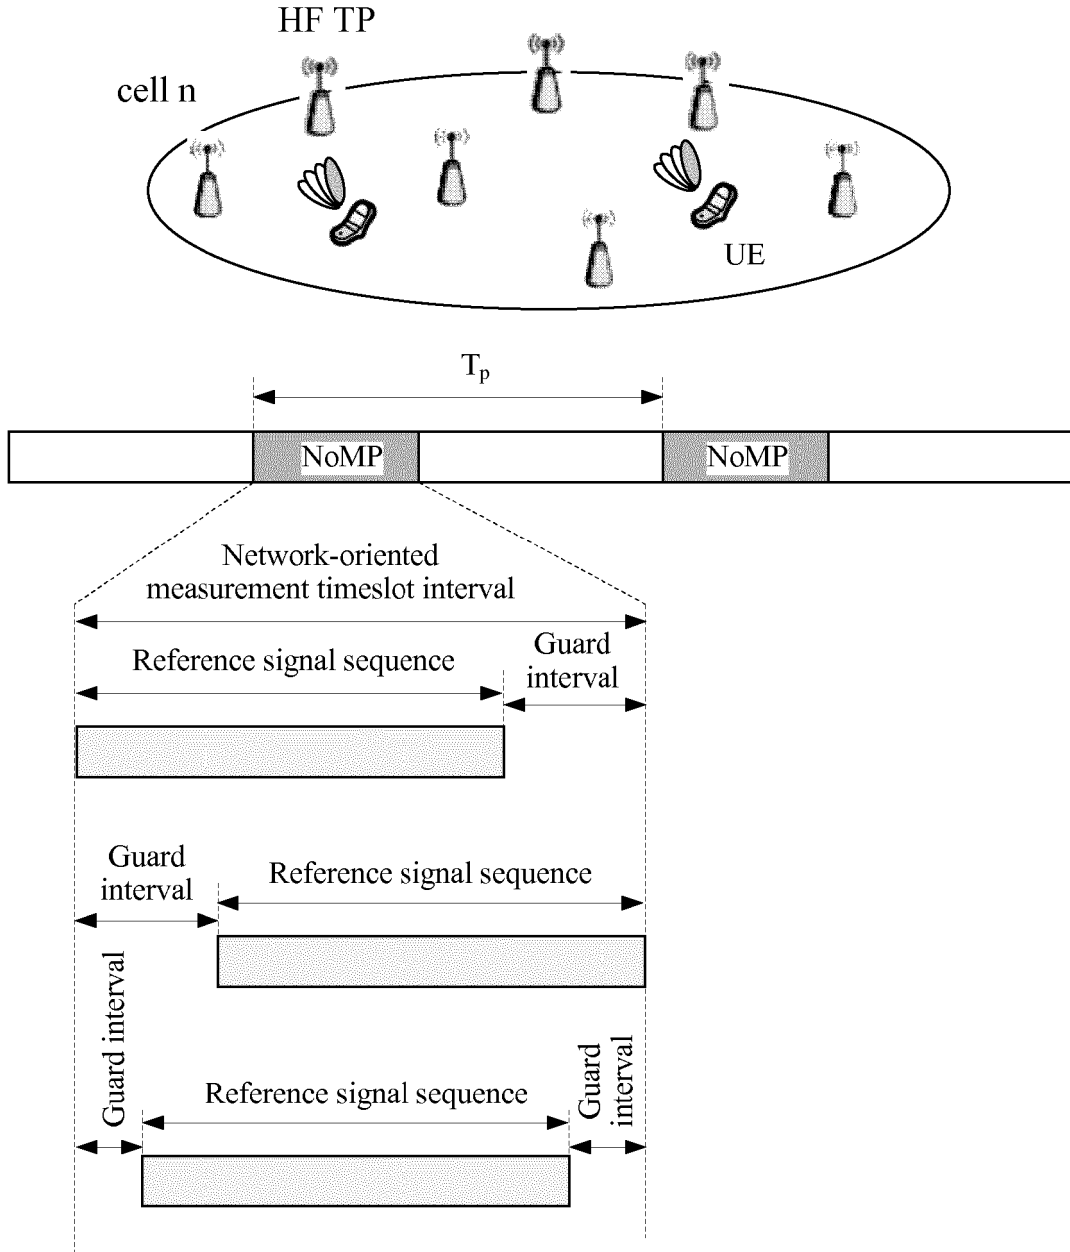 HF TP
cell n
UE
Tp
NoMP
NoMP
Network-oriented
measurement timeslot interval
Reference signal sequence
Guard
interval
Guard
interval
Reference signal sequence
Guard interval
Reference signal sequence
Guard
interval